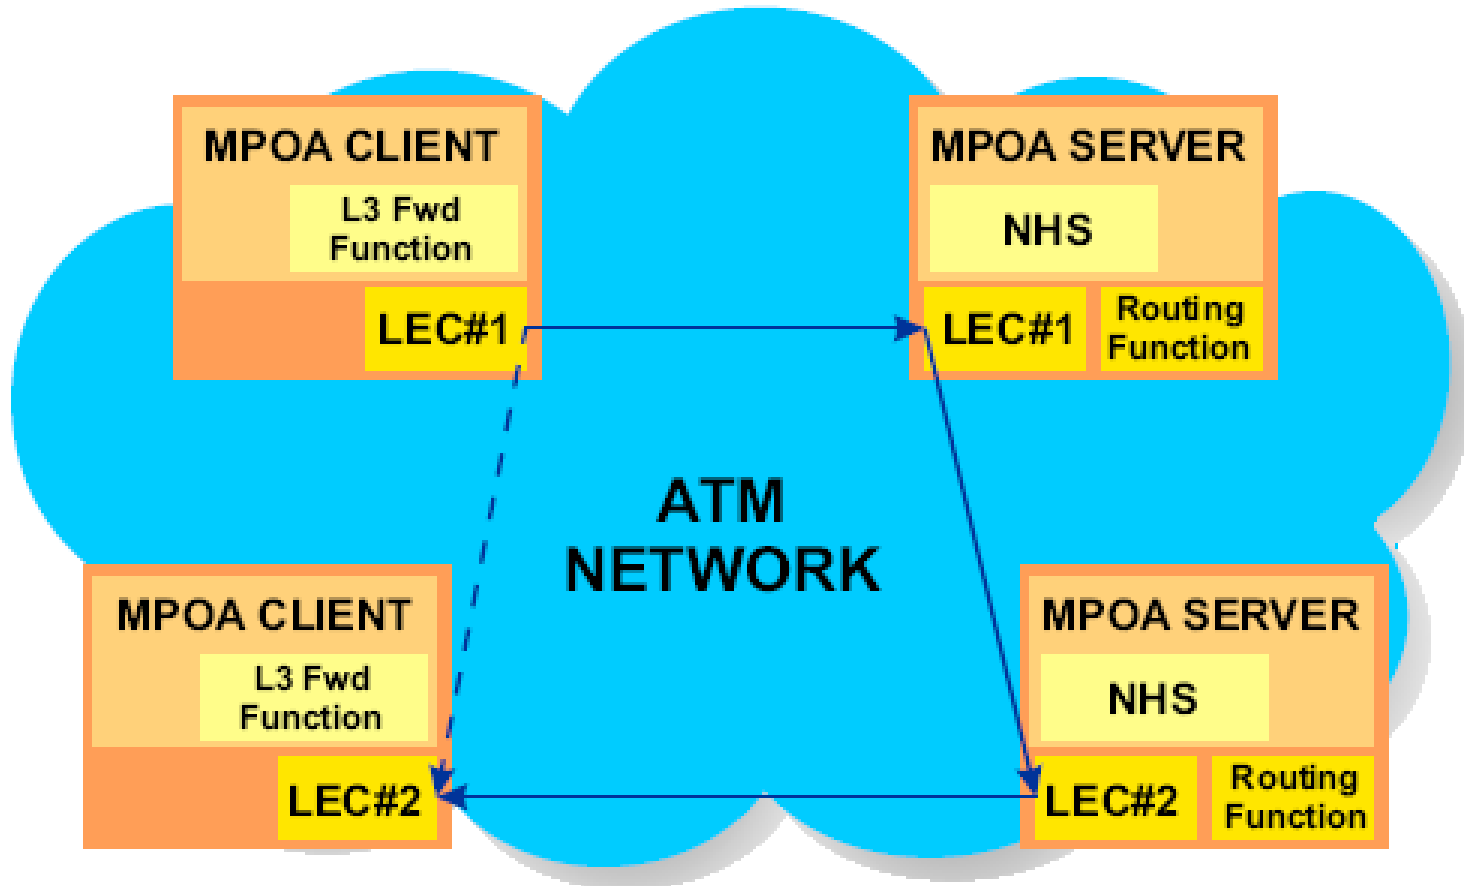 MPOA CLIENT
L3 Fwd
Function
LEC#1
MPOA SERVER
NHS
LEC#1
Routing
Function
ATM
NETWORK
MPOA CLIENT
L3 Fwd
Function
LEC#2
MPOA SERVER
NHS
LEC#2
Routing
Function